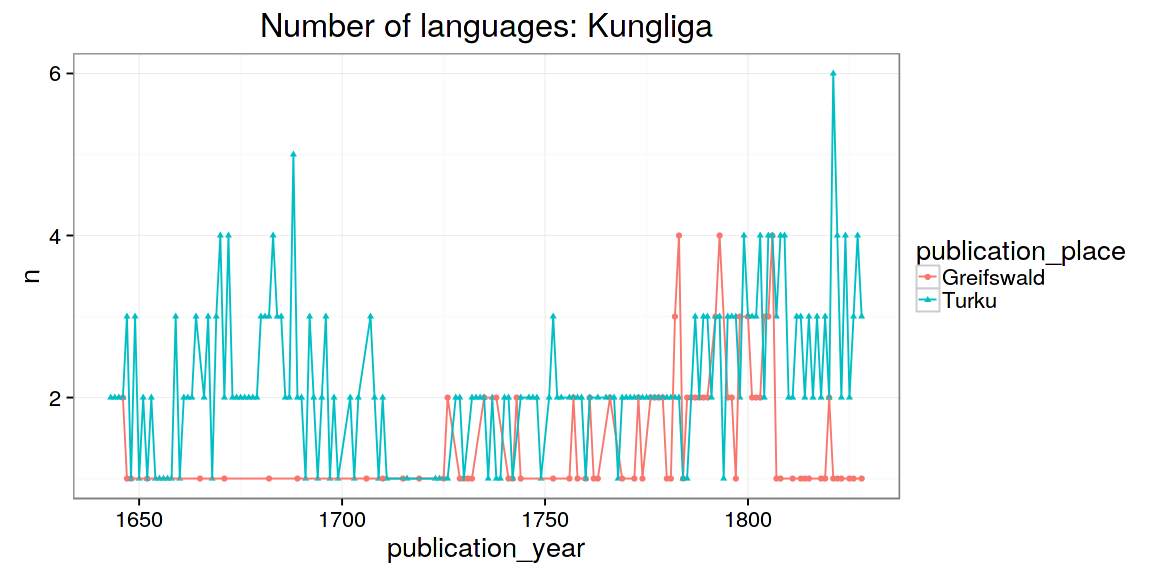 Number of languages: Kungliga
6
4
2
n
1650 1700 1750 1800
publication_year
publication_place
Greifswald
Turku